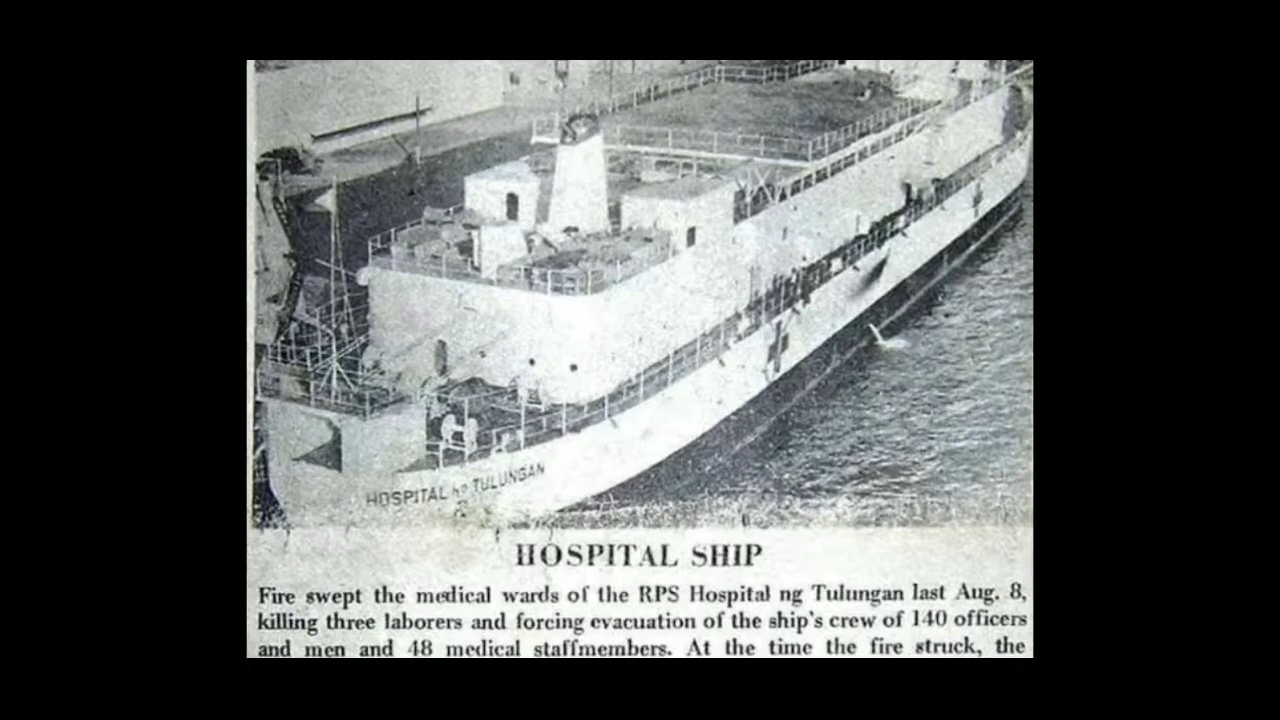 HOSPITAL NG TULUNGAN
HOSPITAL SHIP
Fire swept the medical wards of the RPS Hospital ng Tulungan last Aug. 8,
killing three laborers and forcing evacuation of the ship's crew of 140 officers
and men and 48 medical staffmembers. At the time the fire struck, the